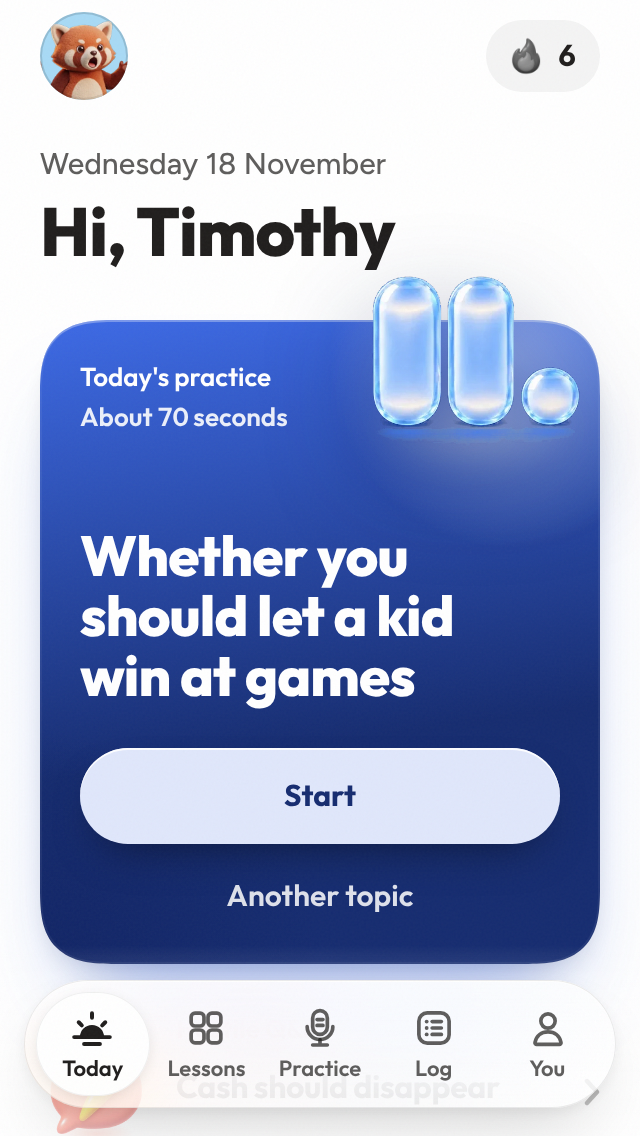 6
Wednesday 18 November
Hi, Timothy
Today's practice
About 70 seconds
Whether you
should let a kid
win at games
Start
Another topic
Today
Lessons
Practice
Log
You
Cash should disappear